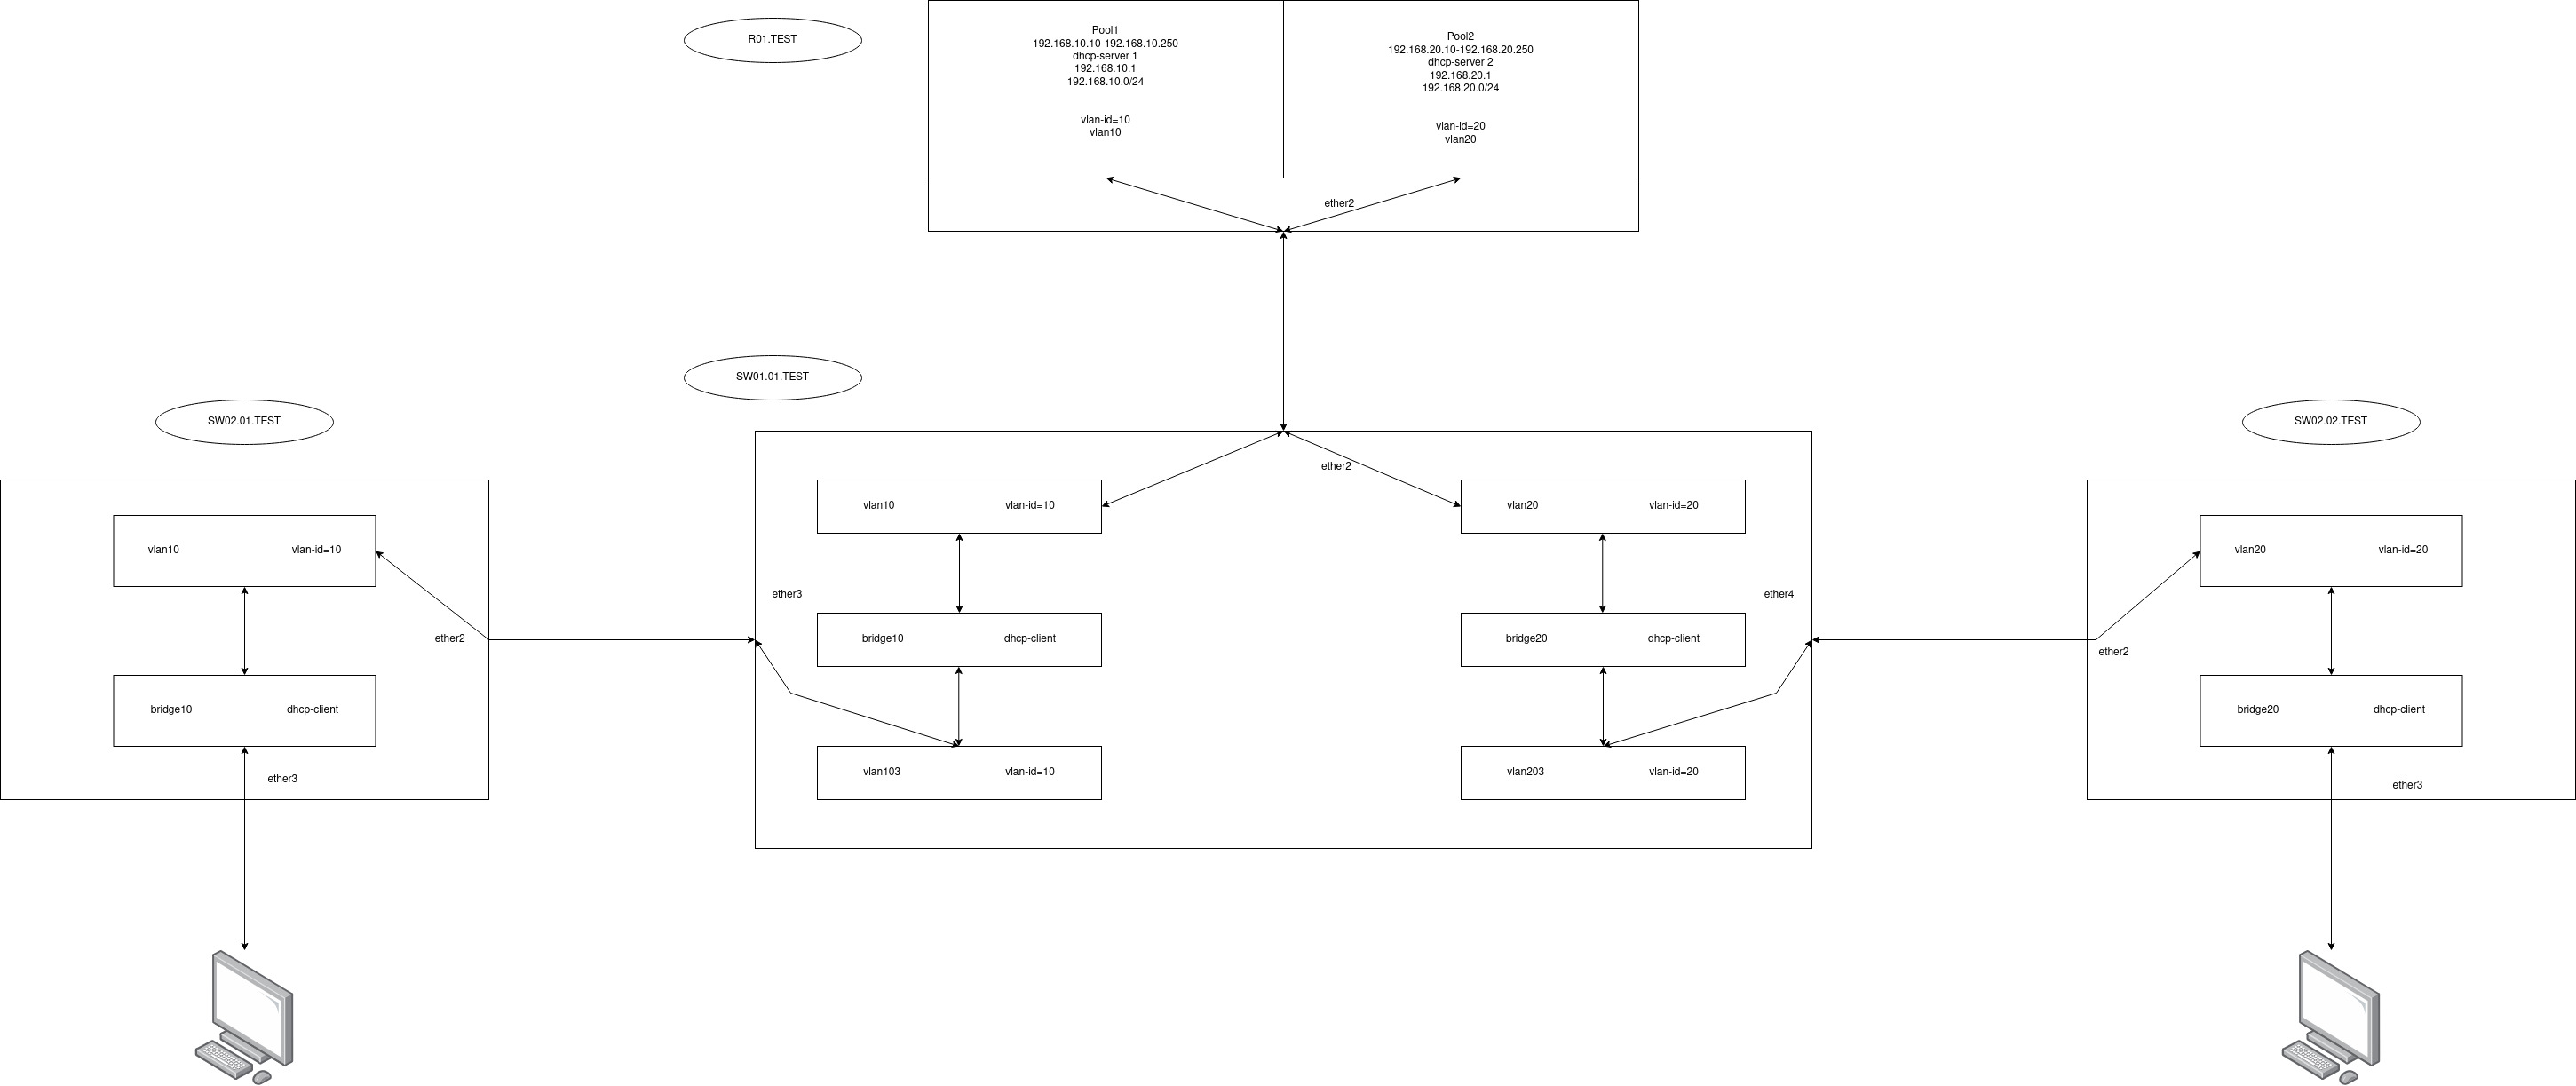 R01.TEST
Pool1
192.168.10.10-192.168.10.250
dhcp-server 1
192.168.10.1
192.168.10.0/24
vlan-id=10
vlan10
Pool2
192.168.20.10-192.168.20.250
dhcp-server 2
192.168.20.1
192.168.20.0/24
vlan-id=20
vlan20
ether2
SW01.01.TEST
SW02.01.TEST
SW02.02.TEST
vlan10 vlan-id=10
ether2
bridge10 dhcp-client
ether3
ether2
vlan10 vlan-id=10
vlan20 vlan-id=20
ether3
ether4
bridge10 dhcp-client
bridge20 dhcp-client
vlan103 vlan-id=10
vlan203 vlan-id=20
vlan20 vlan-id=20
ether2
bridge20 dhcp-client
ether3